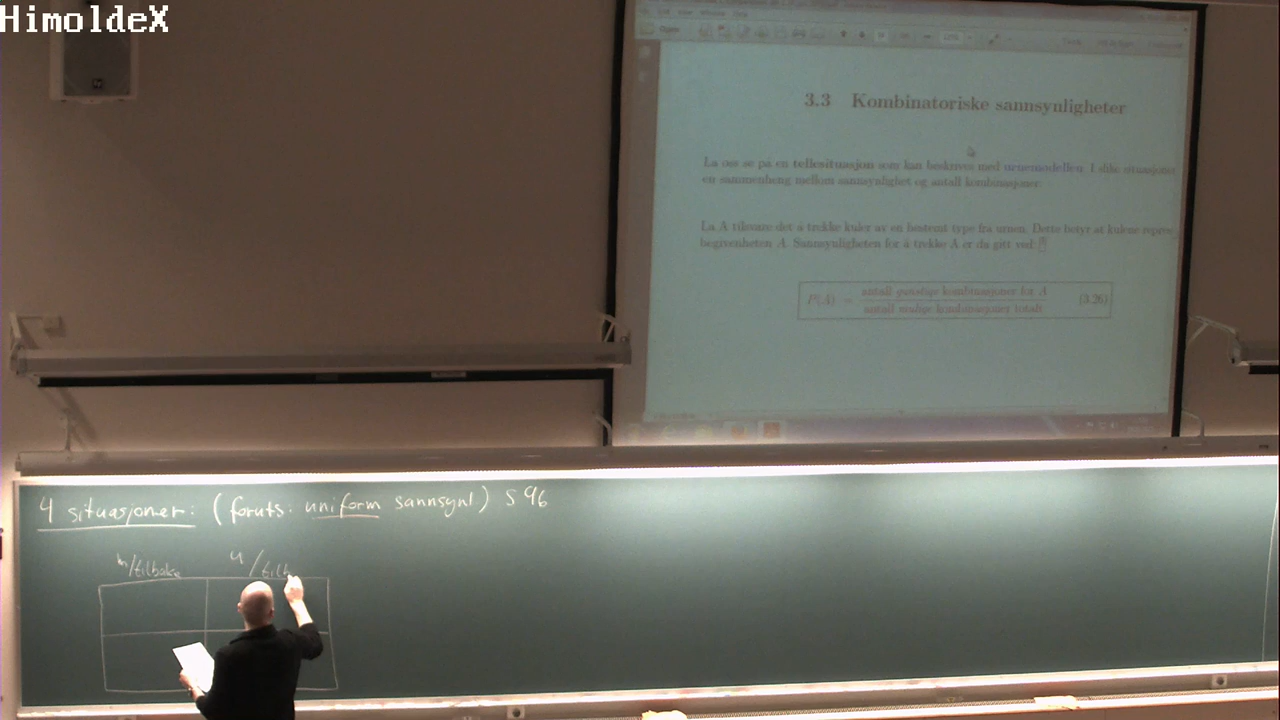 HimoldeX
3.3 Kombinatoriske sannsynligheter
La oss se på en tellesituasjon som kan beskrives med urnemodellen. I slike situasjone
en sammenheng mellom sannsynlighet og antall kombinasjoner.
La A tilsvare det å trekke kuler av en bestemt type fra urnen. Dette betyr at kulene repre
begivenheten A. Sannsynligheten for å trekke A er da gitt ved:
P(A) = antall gunstige kombinasjoner for A
antall mulige kombinasjoner totalt
(3.26)
4 situasjoner: (foruts: uniform sannsynl) S 96
m/tilbake u/tilb